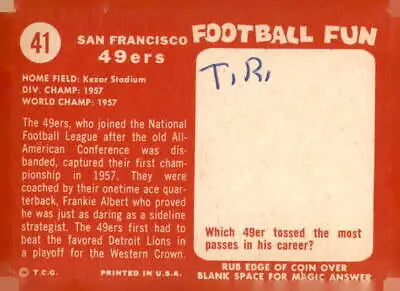 41
SAN FRANCISCO
49ers
HOME FIELD: Kezar Stadium
DIV. CHAMP: 1957
WORLD CHAMP: 1957
The 49ers, who joined the National
Football League after the old All-
American Conference was dis-
banded, captured their first cham-
pionship in 1957. They were
coached by their onetime ace quar-
terback, Frankie Albert who proved
he was just as daring as a sideline
strategist. The 49ers first had to
beat the favored Detroit Lions in
a playoff for the Western Crown.
© T.C.G. PRINTED IN U.S.A.
FOOTBALL FUN
T.R.
Which 49er tossed the most
passes in his career?
RUB EDGE OF COIN OVER
BLANK SPACE FOR MAGIC ANSWER